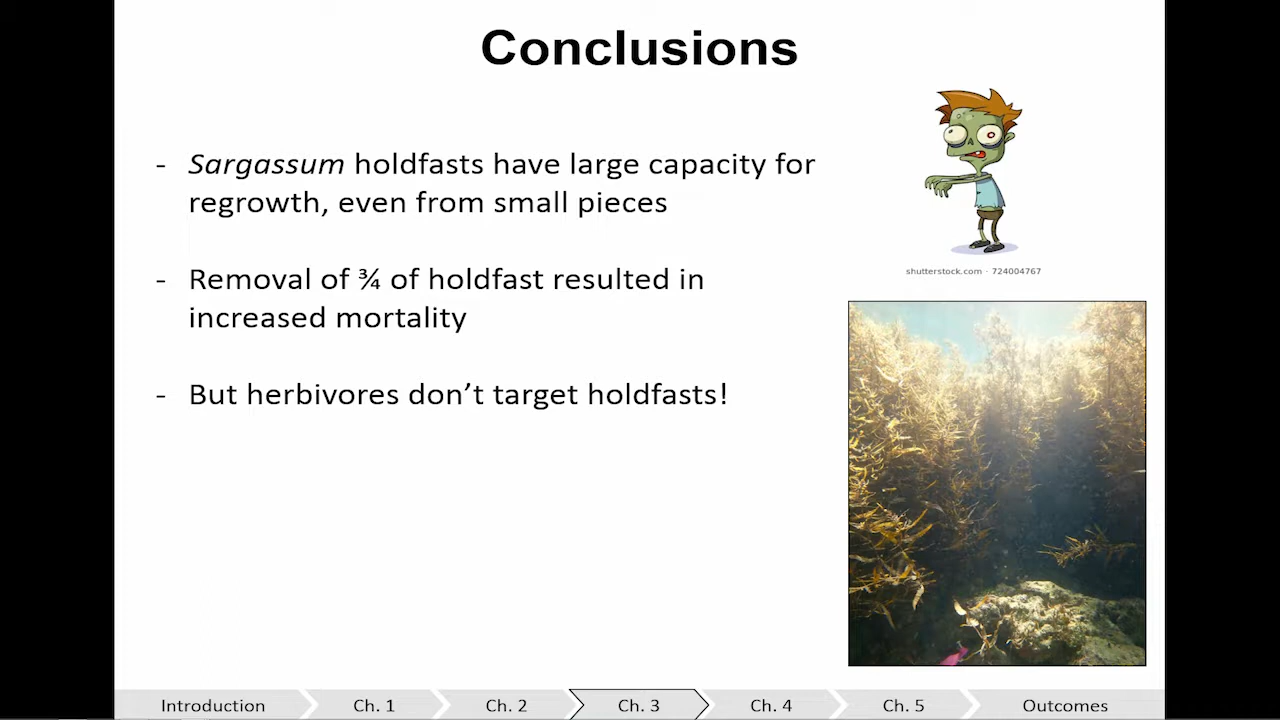 Conclusions
- Sargassum holdfasts have large capacity for
regrowth, even from small pieces
- Removal of ¾ of holdfast resulted in
increased mortality
- But herbivores don’t target holdfasts!
shutterstock.com · 724004767
Introduction
Ch. 1
Ch. 2
Ch. 3
Ch. 4
Ch. 5
Outcomes